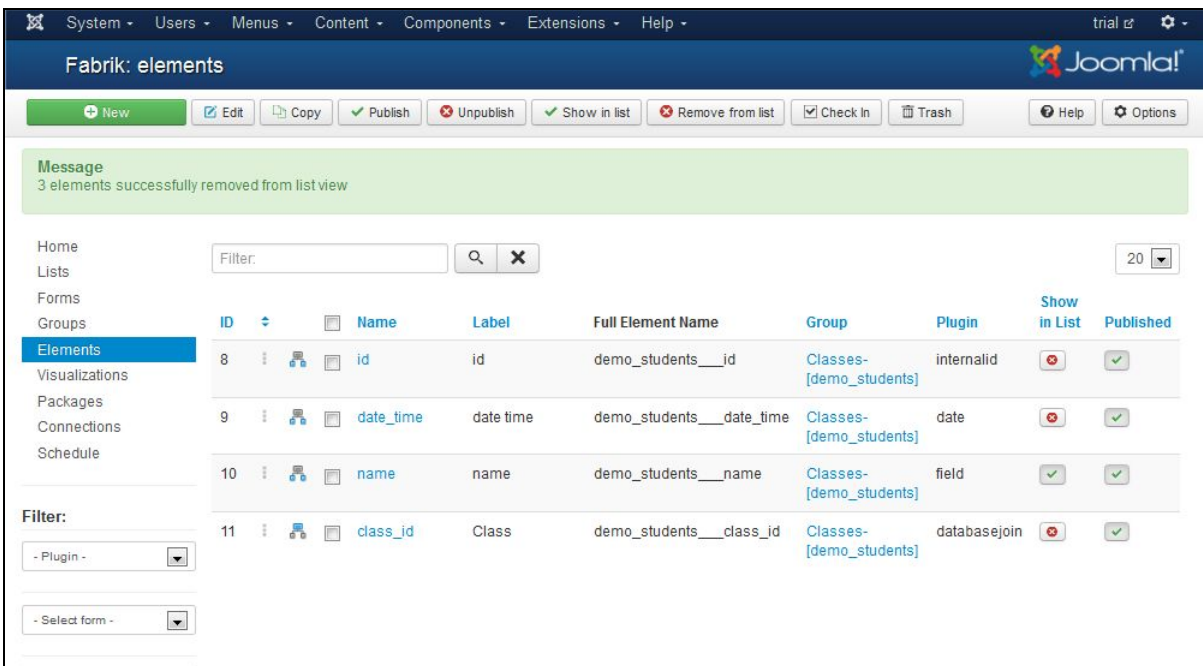 System Users Menus Content Components Extensions Help trial
Fabrik: elements Joomla!
New Edit Copy Publish Unpublish Show in list Remove from list Check In Trash Help Options
Message
3 elements successfully removed from list view
Home
Lists
Forms
Groups
Elements
Visualizations
Packages
Connections
Schedule
Filter:
- Plugin -
- Select form -
Filter: 20
ID Name Label Full Element Name Group Plugin Show in List Published
8 id id demo_students___id Classes-[demo_students] internalid
9 date_time date time demo_students___date_time Classes-[demo_students] date
10 name name demo_students___name Classes-[demo_students] field
11 class_id Class demo_students___class_id Classes-[demo_students] databasejoin